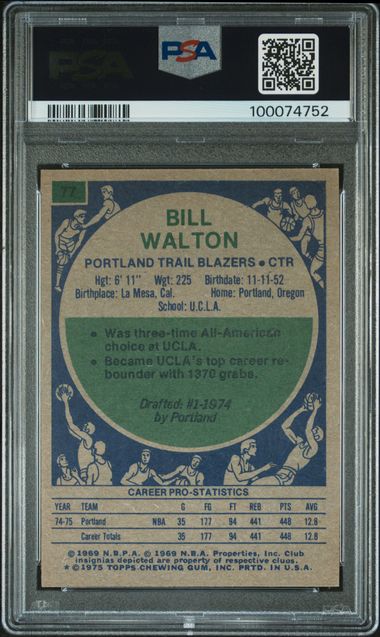 PSA
PSA
100074752
77
BILL
WALTON
PORTLAND TRAIL BLAZERS • CTR
Hgt: 6' 11" Wgt: 225 Birthdate: 11-11-52
Birthplace: La Mesa, Cal. Home: Portland, Oregon
School: U.C.L.A.
• Was three-time All-American
choice at UCLA.
• Became UCLA's top career re-
bounder with 1370 grabs.
Drafted: #1-1974
by Portland
CAREER PRO-STATISTICS
YEAR TEAM G FG FT REB PTS AVG
74-75 Portland NBA 35 177 94 441 448 12.8
Career Totals 35 177 94 441 448 12.8
© 1969 N.B.P.A. © 1969 N.B.A. Properties, Inc. Club
insignias depicted are property of respective clubs.
★ © 1975 TOPPS CHEWING GUM, INC. PRTD. IN U.S.A.